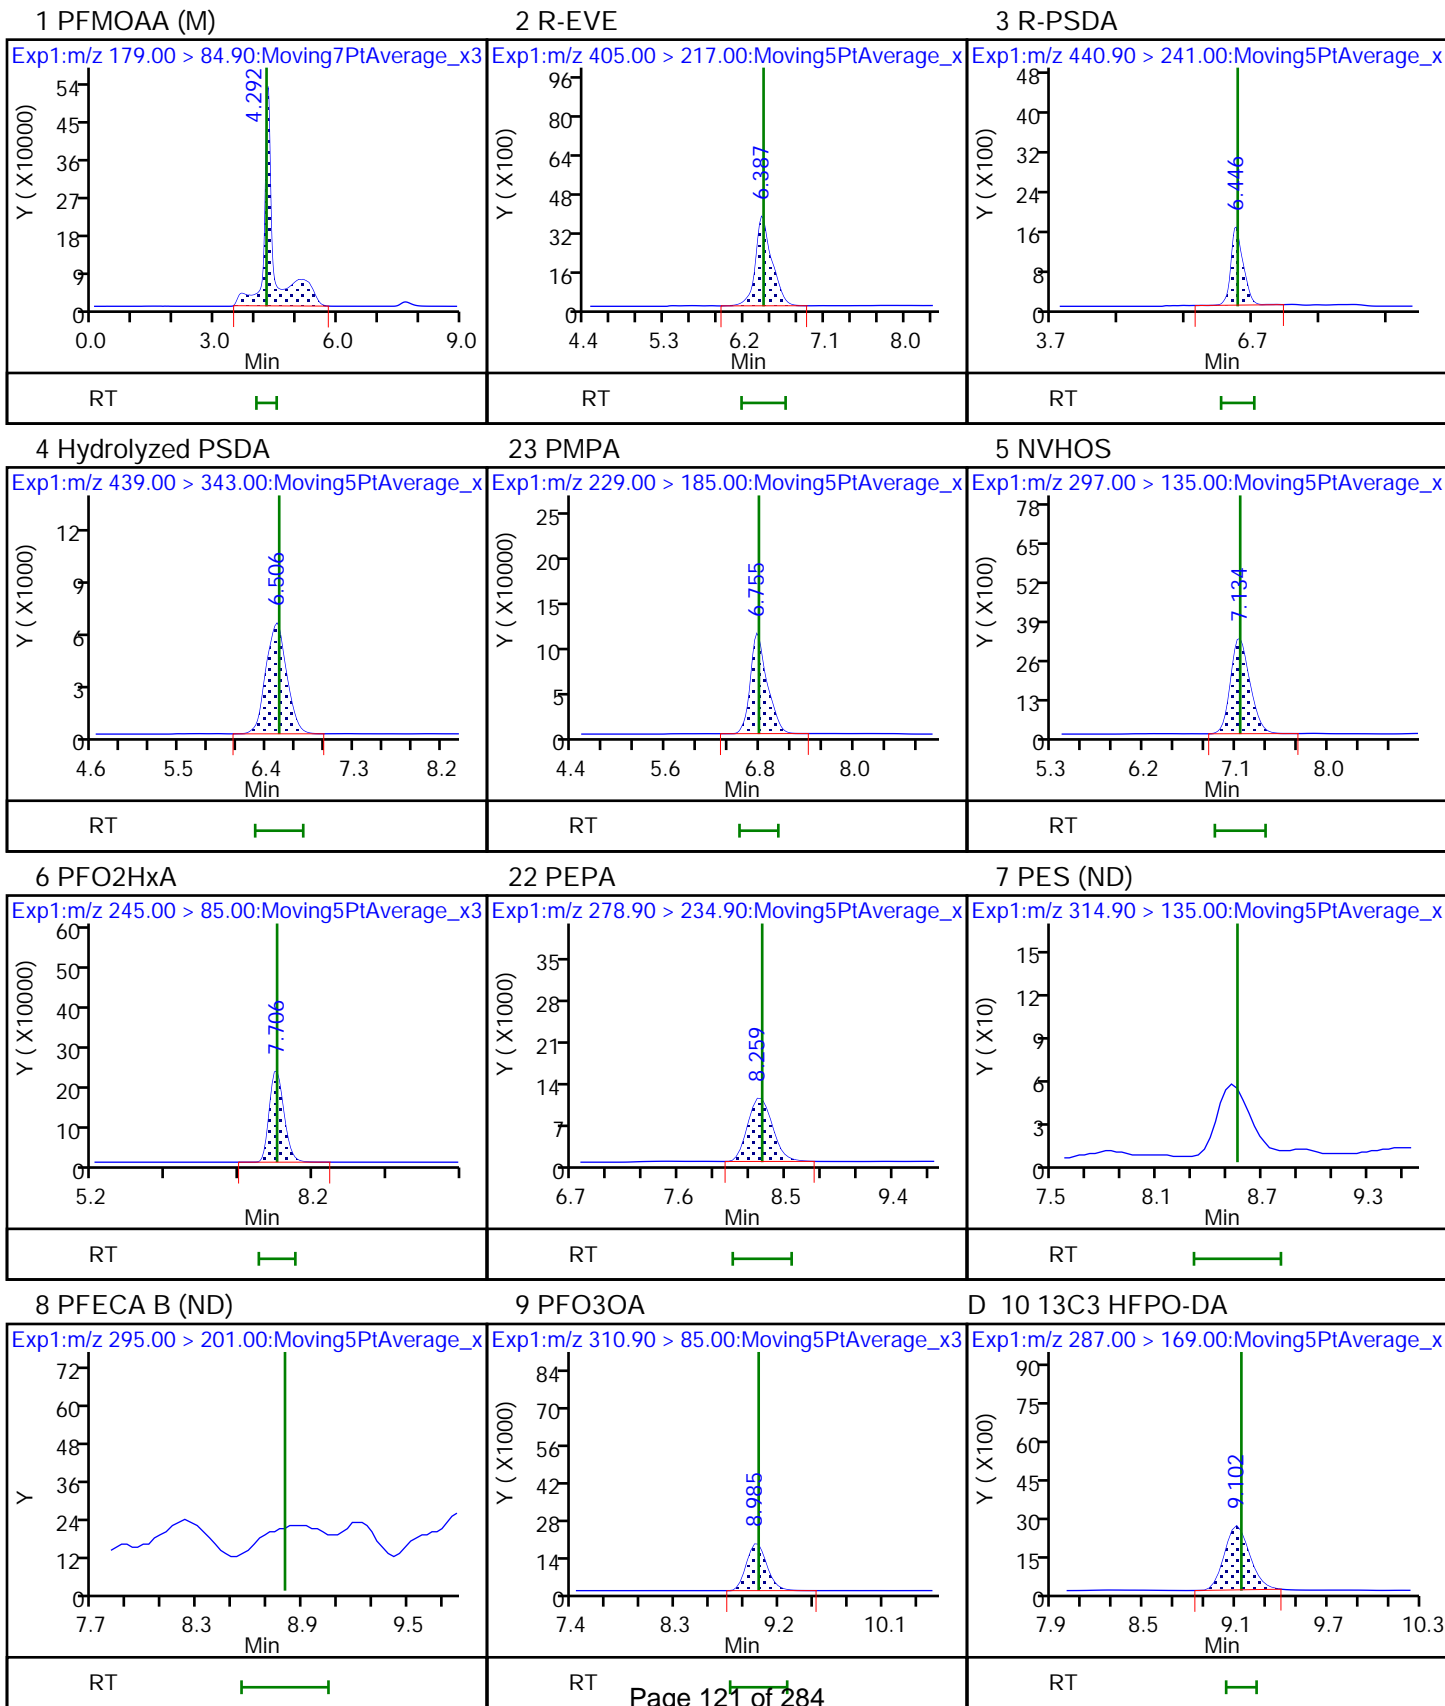 1 PFMOAA (M)
Exp1:m/z 179.00 > 84.90:Moving7PtAverage_x3
Y ( X10000)
54
45
36
27
18
9
0
4.292
0.0 3.0 6.0 9.0
Min
RT
2 R-EVE
Exp1:m/z 405.00 > 217.00:Moving5PtAverage_x
Y ( X100)
96
80
64
48
32
16
0
6.387
4.4 5.3 6.2 7.1 8.0
Min
RT
3 R-PSDA
Exp1:m/z 440.90 > 241.00:Moving5PtAverage_x
Y ( X100)
48
40
32
24
16
8
0
6.446
3.7 6.7
Min
RT
4 Hydrolyzed PSDA
Exp1:m/z 439.00 > 343.00:Moving5PtAverage_x
Y ( X1000)
12
9
6
3
0
6.506
4.6 5.5 6.4 7.3 8.2
Min
RT
23 PMPA
Exp1:m/z 229.00 > 185.00:Moving5PtAverage_x
Y ( X10000)
25
20
15
10
5
0
6.755
4.4 5.6 6.8 8.0
Min
RT
5 NVHOS
Exp1:m/z 297.00 > 135.00:Moving5PtAverage_x
Y ( X100)
78
65
52
39
26
13
0
7.134
5.3 6.2 7.1 8.0
Min
RT
6 PFO2HxA
Exp1:m/z 245.00 > 85.00:Moving5PtAverage_x3
Y ( X10000)
60
50
40
30
20
10
0
7.706
5.2 8.2
Min
RT
22 PEPA
Exp1:m/z 278.90 > 234.90:Moving5PtAverage_x
Y ( X1000)
35
28
21
14
7
0
8.259
6.7 7.6 8.5 9.4
Min
RT
7 PES (ND)
Exp1:m/z 314.90 > 135.00:Moving5PtAverage_x
Y ( X10)
15
12
9
6
3
0
7.5 8.1 8.7 9.3
Min
RT
8 PFECA B (ND)
Exp1:m/z 295.00 > 201.00:Moving5PtAverage_x
Y
72
60
48
36
24
12
0
7.7 8.3 8.9 9.5
Min
RT
9 PFO3OA
Exp1:m/z 310.90 > 85.00:Moving5PtAverage_x3
Y ( X1000)
84
70
56
42
28
14
0
8.985
7.4 8.3 9.2 10.1
Min
RT
D 10 13C3 HFPO-DA
Exp1:m/z 287.00 > 169.00:Moving5PtAverage_x
Y ( X100)
90
75
60
45
30
15
0
9.102
7.9 8.5 9.1 9.7 10.3
Min
RT
Page 121 of 284